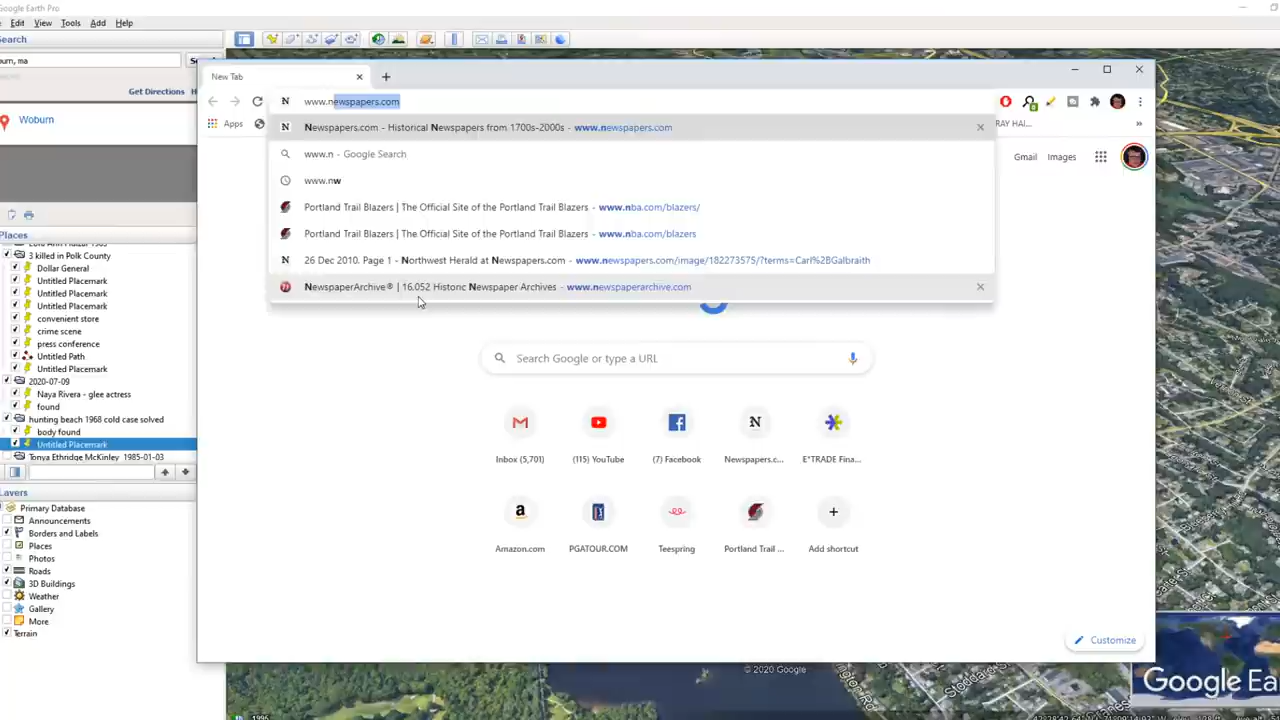 Google Earth Pro
Edit View Tools Add Help
Search
burn, ma
Get Directions
Woburn
Places
3 killed in Polk County
Dollar General
Untitled Placemark
Untitled Placemark
Untitled Placemark
convenient store
crime scene
press conference
Untitled Path
Untitled Placemark
2020-07-09
Naya Rivera - glee actress
found
hunting beach 1968 cold case solved
body found
Untitled Placemark
Tonya Ethridge McKinley 1985-01-03
Layers
Primary Database
Announcements
Borders and Labels
Places
Photos
Roads
3D Buildings
Weather
Gallery
More
Terrain
New Tab
www.newspapers.com
Apps
RAY HAI...
Newspapers.com - Historical Newspapers from 1700s-2000s - www.newspapers.com
www.n - Google Search
www.nw
Portland Trail Blazers | The Official Site of the Portland Trail Blazers - www.nba.com/blazers/
Portland Trail Blazers | The Official Site of the Portland Trail Blazers - www.nba.com/blazers
26 Dec 2010, Page 1 - Northwest Herald at Newspapers.com - www.newspapers.com/image/182273575/?terms=Carl%2BGalbraith
NewspaperArchive® | 16,052 Historic Newspaper Archives - www.newspaperarchive.com
Gmail Images
Search Google or type a URL
Inbox (5,701)
(115) YouTube
(7) Facebook
Newspapers.c...
E*TRADE Fina...
Amazon.com
PGATOUR.COM
Teespring
Portland Trail ...
Add shortcut
Customize
© 2020 Google
Google Ea
1995